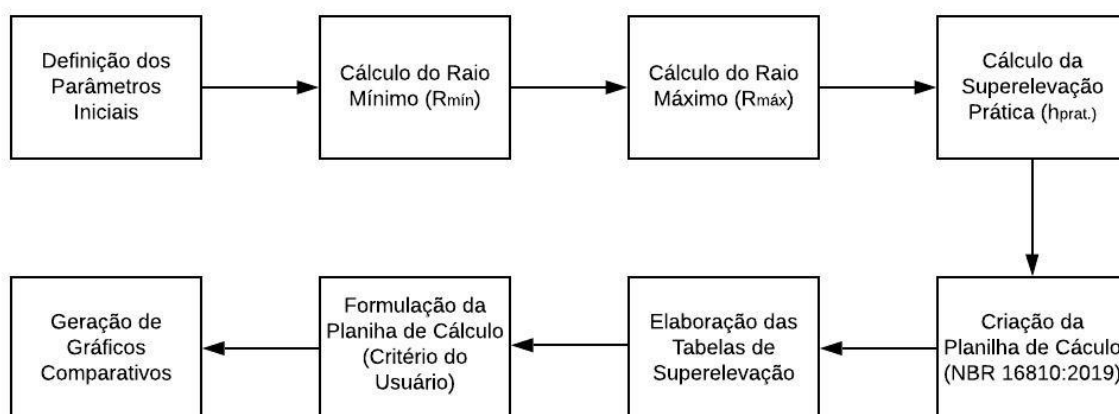 Definição dos
Parâmetros
Iniciais
Cálculo do Raio
Mínimo (Rmín)
Cálculo do Raio
Máximo (Rmáx)
Cálculo da
Superelevação
Prática (hprat.)
Geração de
Gráficos
Comparativos
Formulação da
Planiha de Cálculo
(Critério do
Usuário)
Elaboração das
Tabelas de
Superelevação
Criação da
Planilha de Cáculo
(NBR 16810:2019)